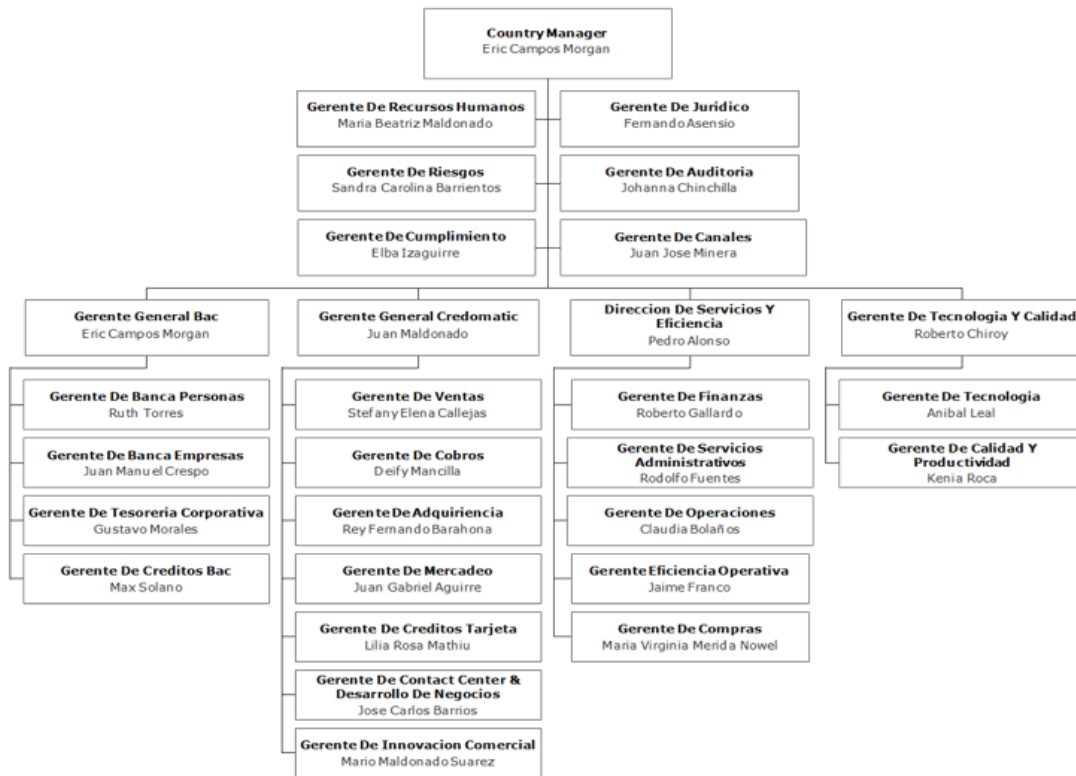 Country Manager
Eric Campos Morgan
Gerente De Recursos Humanos
Maria Beatriz Maldonado
Gerente De Juridico
Fernando Asensio
Gerente De Riesgos
Sandra Carolina Barrientos
Gerente De Auditoria
Johanna Chinchilla
Gerente De Cumplimiento
Elba Izaguirre
Gerente De Canales
Juan Jose Minera
Gerente General Bac
Eric Campos Morgan
Gerente General Credomatic
Juan Maldonado
Direccion De Servicios Y
Eficiencia
Pedro Alonso
Gerente De Tecnologia Y Calidad
Roberto Chiroy
Gerente De Banca Personas
Ruth Torres
Gerente De Banca Empresas
Juan Manuel Crespo
Gerente De Tesoreria Corporativa
Gustavo Morales
Gerente De Creditos Bac
Max Solano
Gerente De Ventas
Stefany Elena Callejas
Gerente De Cobros
Deify Mancilla
Gerente De Adquiriencia
Rey Fernando Barahona
Gerente De Mercadeo
Juan Gabriel Aguirre
Gerente De Creditos Tarjeta
Lilia Rosa Mathiu
Gerente De Contact Center &
Desarrollo De Negocios
Jose Carlos Barrios
Gerente De Innovacion Comercial
Mario Maldonado Suarez
Gerente De Finanzas
Roberto Gallardo
Gerente De Servicios
Administrativos
Rodolfo Fuentes
Gerente De Operaciones
Claudia Bolaños
Gerente Eficiencia Operativa
Jaime Franco
Gerente De Compras
Maria Virginia Merida Nowel
Gerente De Tecnologia
Anibal Leal
Gerente De Calidad Y
Productividad
Kenia Roca